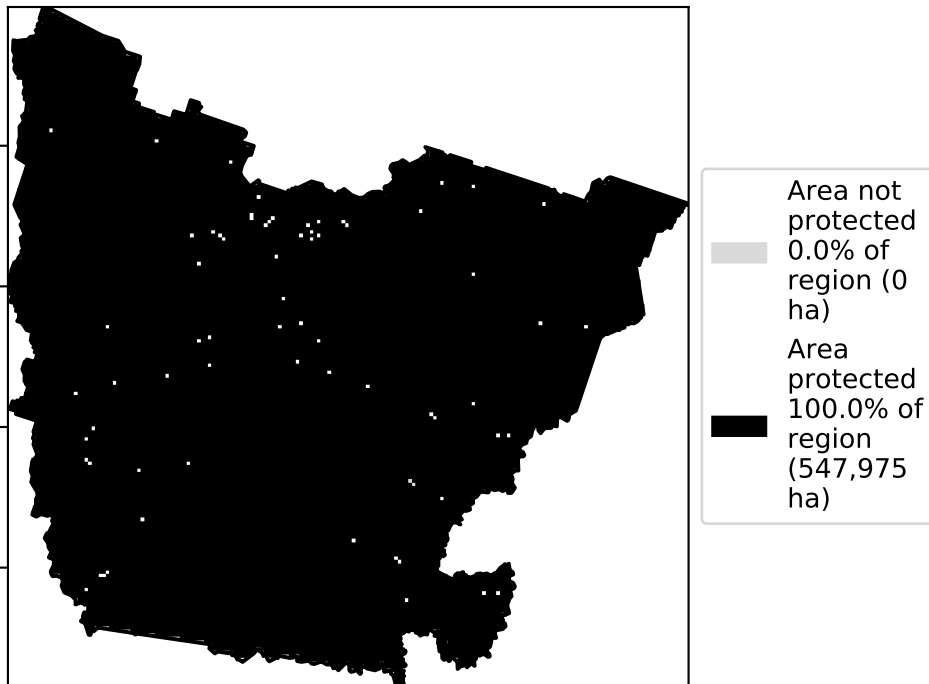 Area not
protected
0.0% of
region (0
ha)
Area
protected
100.0% of
region
(547,975
ha)